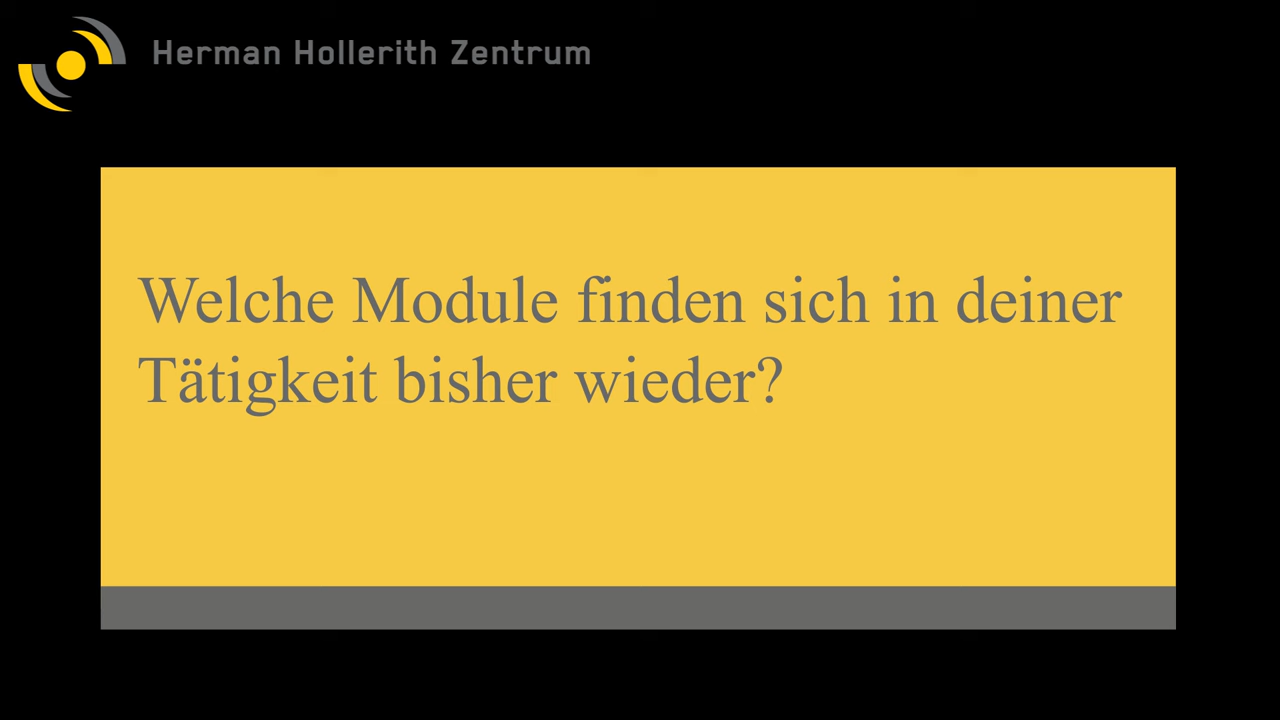 Herman Hollerith Zentrum
Welche Module finden sich in deiner
Tätigkeit bisher wieder?